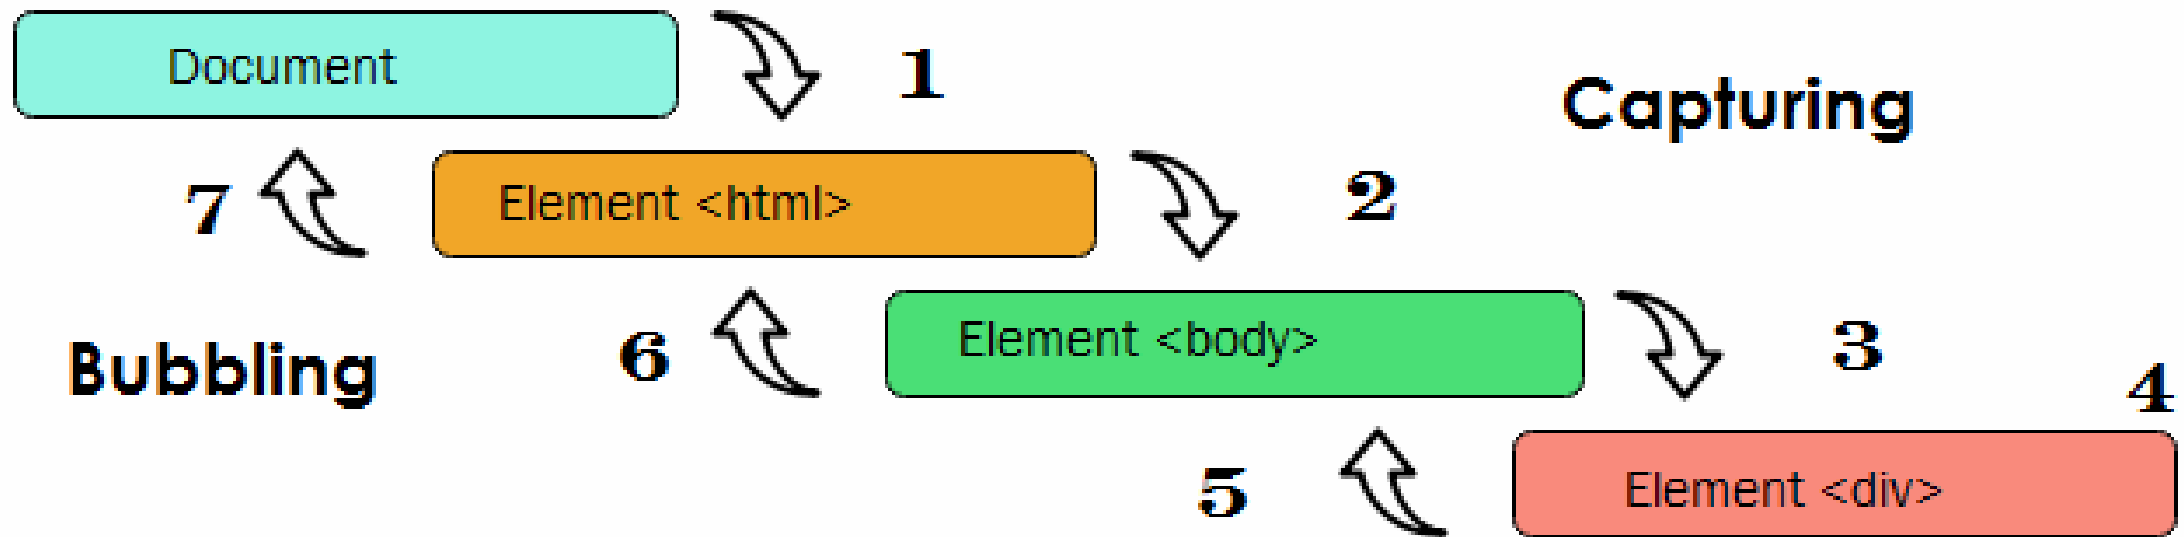 Document
1
Capturing
7
Element <html>
2
Bubbling
6
Element <body>
3
4
5
Element <div>